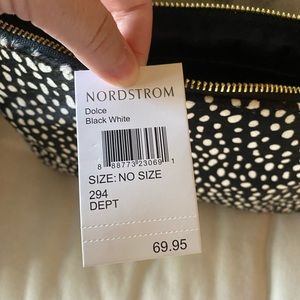 NORDSTROM
Dolce
Black White
8 88773 23069 1
SIZE: NO SIZE
294
DEPT
69.95